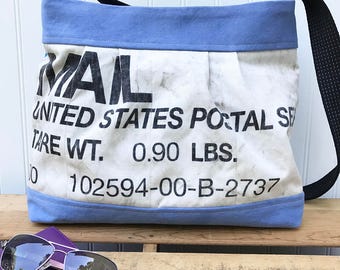 MAIL
UNITED STATES POSTAL SE
TARE WT. 0.90 LBS.
102594-00-B-2737